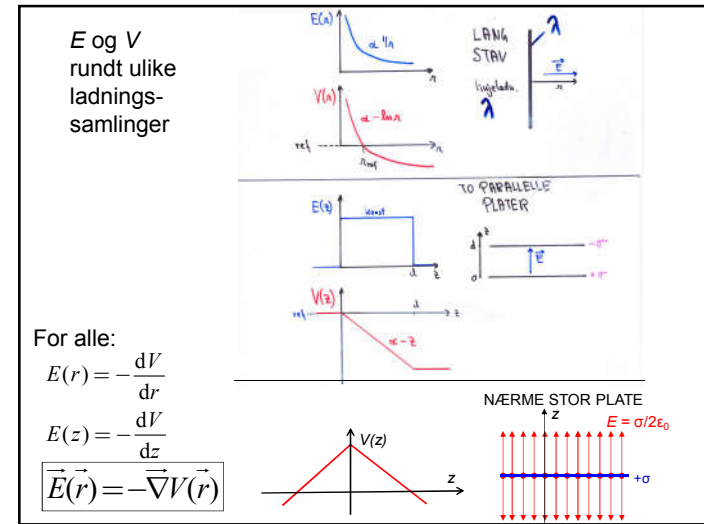 E og V
rundt ulike
ladnings-
samlinger
E(r)
α 1/r
r
LANG
STAV
linjeladn.
λ
λ
E
r
V(r)
α -ln r
ref
r
r_ref
TO PARALLELLE
PLATER
E(z)
konst
d
z
z
d
-σ
E
0
+σ
V(z)
ref
d
z
α -z
For alle:
E(r) = - dV/dr
E(z) = - dV/dz
E(r) = -∇V(r)
V(z)
z
NÆRME STOR PLATE
z
E = σ/2ε₀
+σ